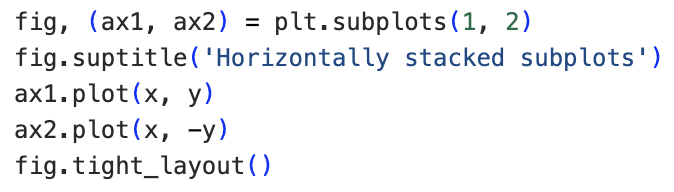 fig, (ax1, ax2) = plt.subplots(1, 2)
fig.suptitle('Horizontally stacked subplots')
ax1.plot(x, y)
ax2.plot(x, -y)
fig.tight_layout()